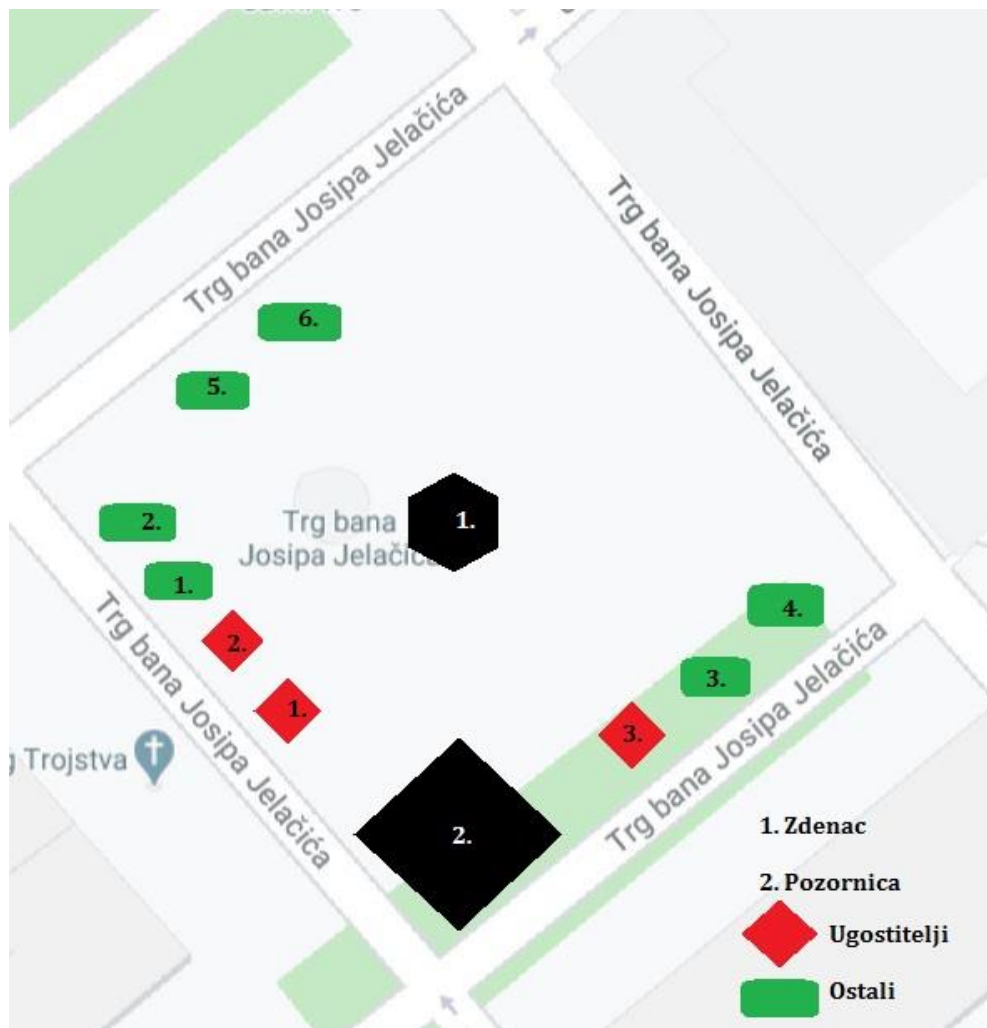 Trg bana Josipa Jelačića
Trg bana Josipa Jelačića
6.
5.
2.
Trg bana
Josipa Jelačića
1.
1.
4.
2.
3.
1.
3.
Trg bana Josipa Jelačića
Trg bana Josipa Jelačića
Trojstva
2.
1. Zdenac
2. Pozornica
Ugostitelji
Ostali